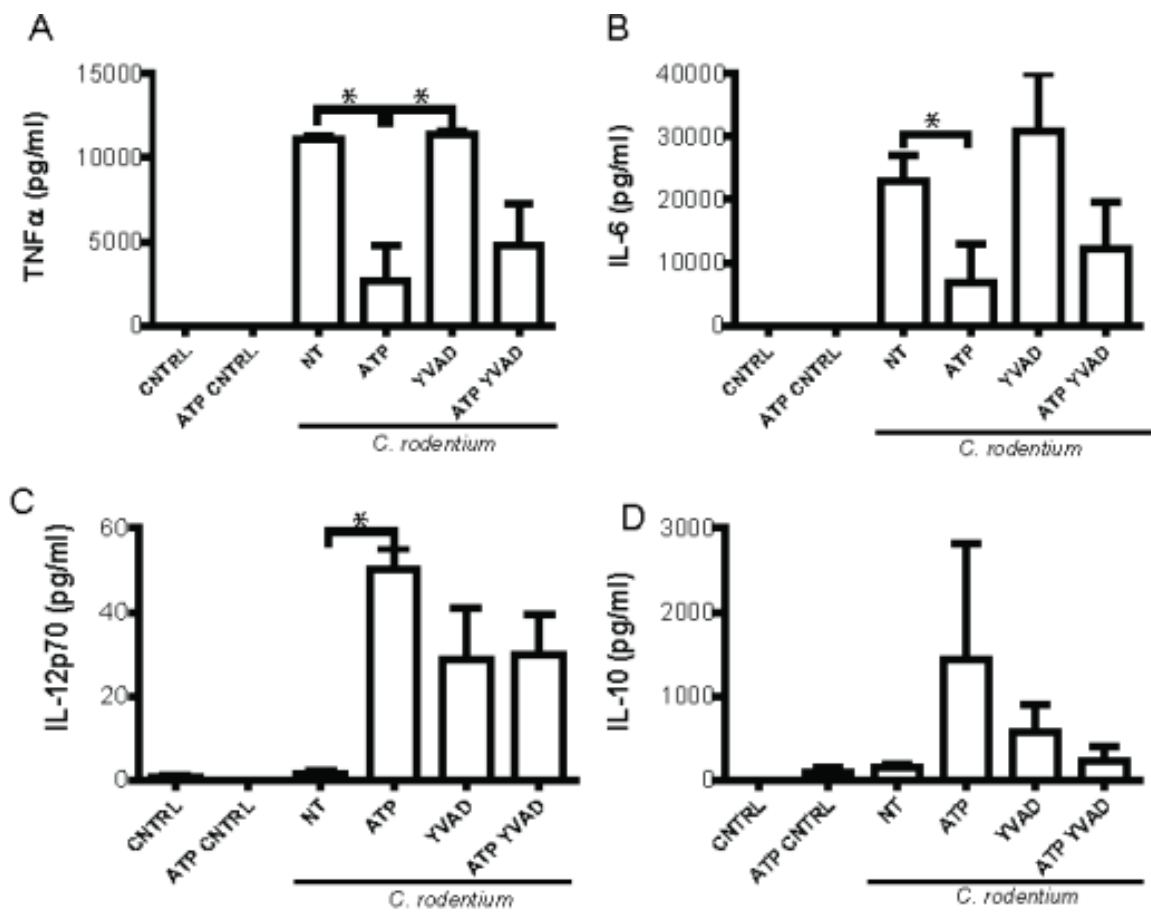 A
TNFα (pg/ml)
15000
10000
5000
0
*
*
CNTRL
ATP CNTRL
NT
ATP
YVAD
ATP YVAD
C. rodentium
B
IL-6 (pg/ml)
40000
30000
20000
10000
0
*
CNTRL
ATP CNTRL
NT
ATP
YVAD
ATP YVAD
C. rodentium
C
IL-12p70 (pg/ml)
60
40
20
0
*
CNTRL
ATP CNTRL
NT
ATP
YVAD
ATP YVAD
C. rodentium
D
IL-10 (pg/ml)
3000
2000
1000
0
CNTRL
ATP CNTRL
NT
ATP
YVAD
ATP YVAD
C. rodentium